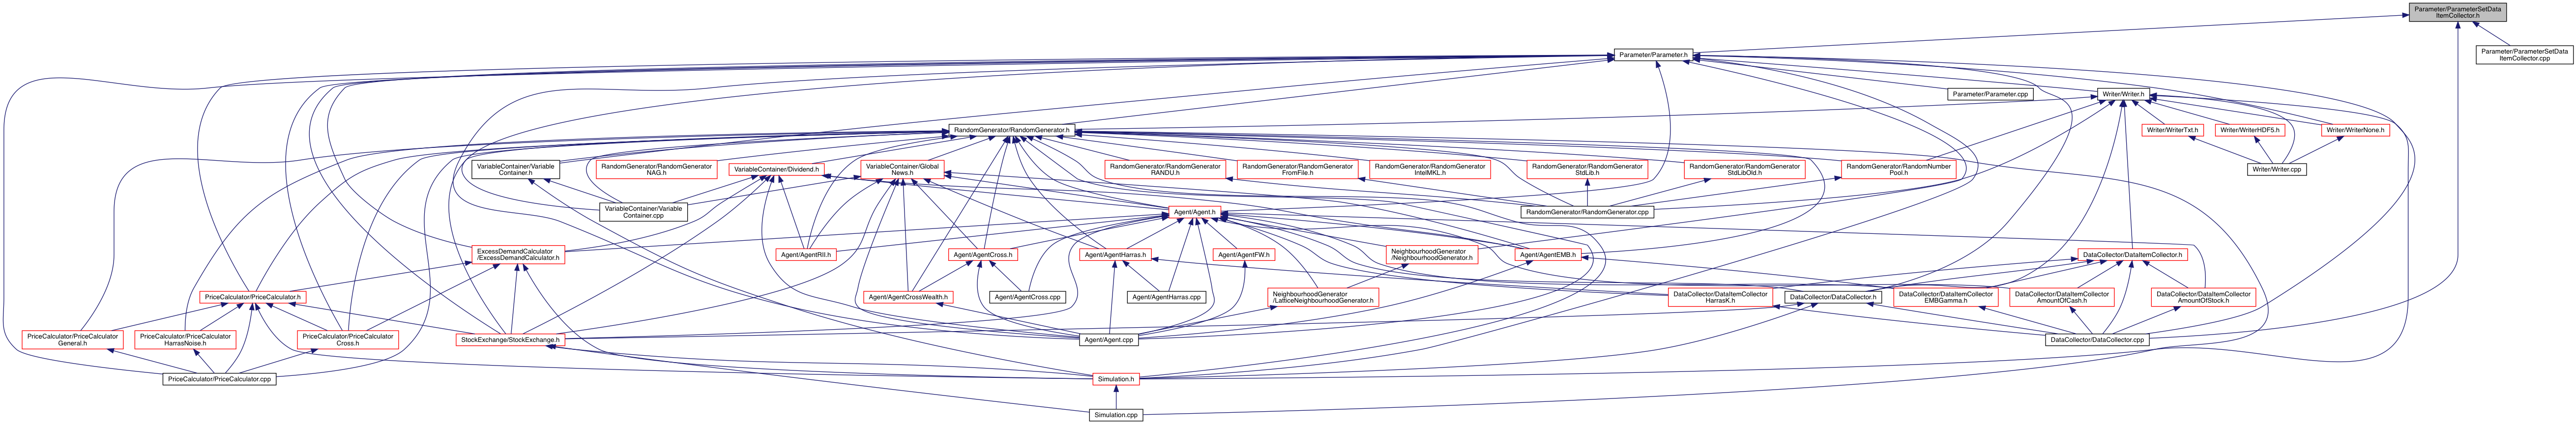 Parameter/ParameterSetData
ItemCollector.h
Parameter/Parameter.h
Parameter/ParameterSetData
ItemCollector.cpp
Parameter/Parameter.cpp
Writer/Writer.h
RandomGenerator/RandomGenerator.h
Writer/WriterTxt.h
Writer/WriterHDF5.h
Writer/WriterNone.h
VariableContainer/Variable
Container.h
RandomGenerator/RandomGenerator
NAG.h
VariableContainer/Dividend.h
VariableContainer/Global
News.h
RandomGenerator/RandomGenerator
RANDU.h
RandomGenerator/RandomGenerator
FromFile.h
RandomGenerator/RandomGenerator
IntelMKL.h
RandomGenerator/RandomGenerator
StdLib.h
RandomGenerator/RandomGenerator
StdLibOld.h
RandomGenerator/RandomNumber
Pool.h
Writer/Writer.cpp
VariableContainer/Variable
Container.cpp
Agent/Agent.h
RandomGenerator/RandomGenerator.cpp
ExcessDemandCalculator
/ExcessDemandCalculator.h
Agent/AgentRII.h
Agent/AgentCross.h
Agent/AgentHarras.h
Agent/AgentFW.h
NeighbourhoodGenerator
/NeighbourhoodGenerator.h
Agent/AgentEMB.h
DataCollector/DataItemCollector.h
PriceCalculator/PriceCalculator.h
Agent/AgentCrossWealth.h
Agent/AgentCross.cpp
Agent/AgentHarras.cpp
NeighbourhoodGenerator
/LatticeNeighbourhoodGenerator.h
DataCollector/DataItemCollector
HarrasK.h
DataCollector/DataCollector.h
DataCollector/DataItemCollector
EMBGamma.h
DataCollector/DataItemCollector
AmountOfCash.h
DataCollector/DataItemCollector
AmountOfStock.h
PriceCalculator/PriceCalculator
General.h
PriceCalculator/PriceCalculator
HarrasNoise.h
PriceCalculator/PriceCalculator
Cross.h
StockExchange/StockExchange.h
Agent/Agent.cpp
DataCollector/DataCollector.cpp
PriceCalculator/PriceCalculator.cpp
Simulation.h
Simulation.cpp